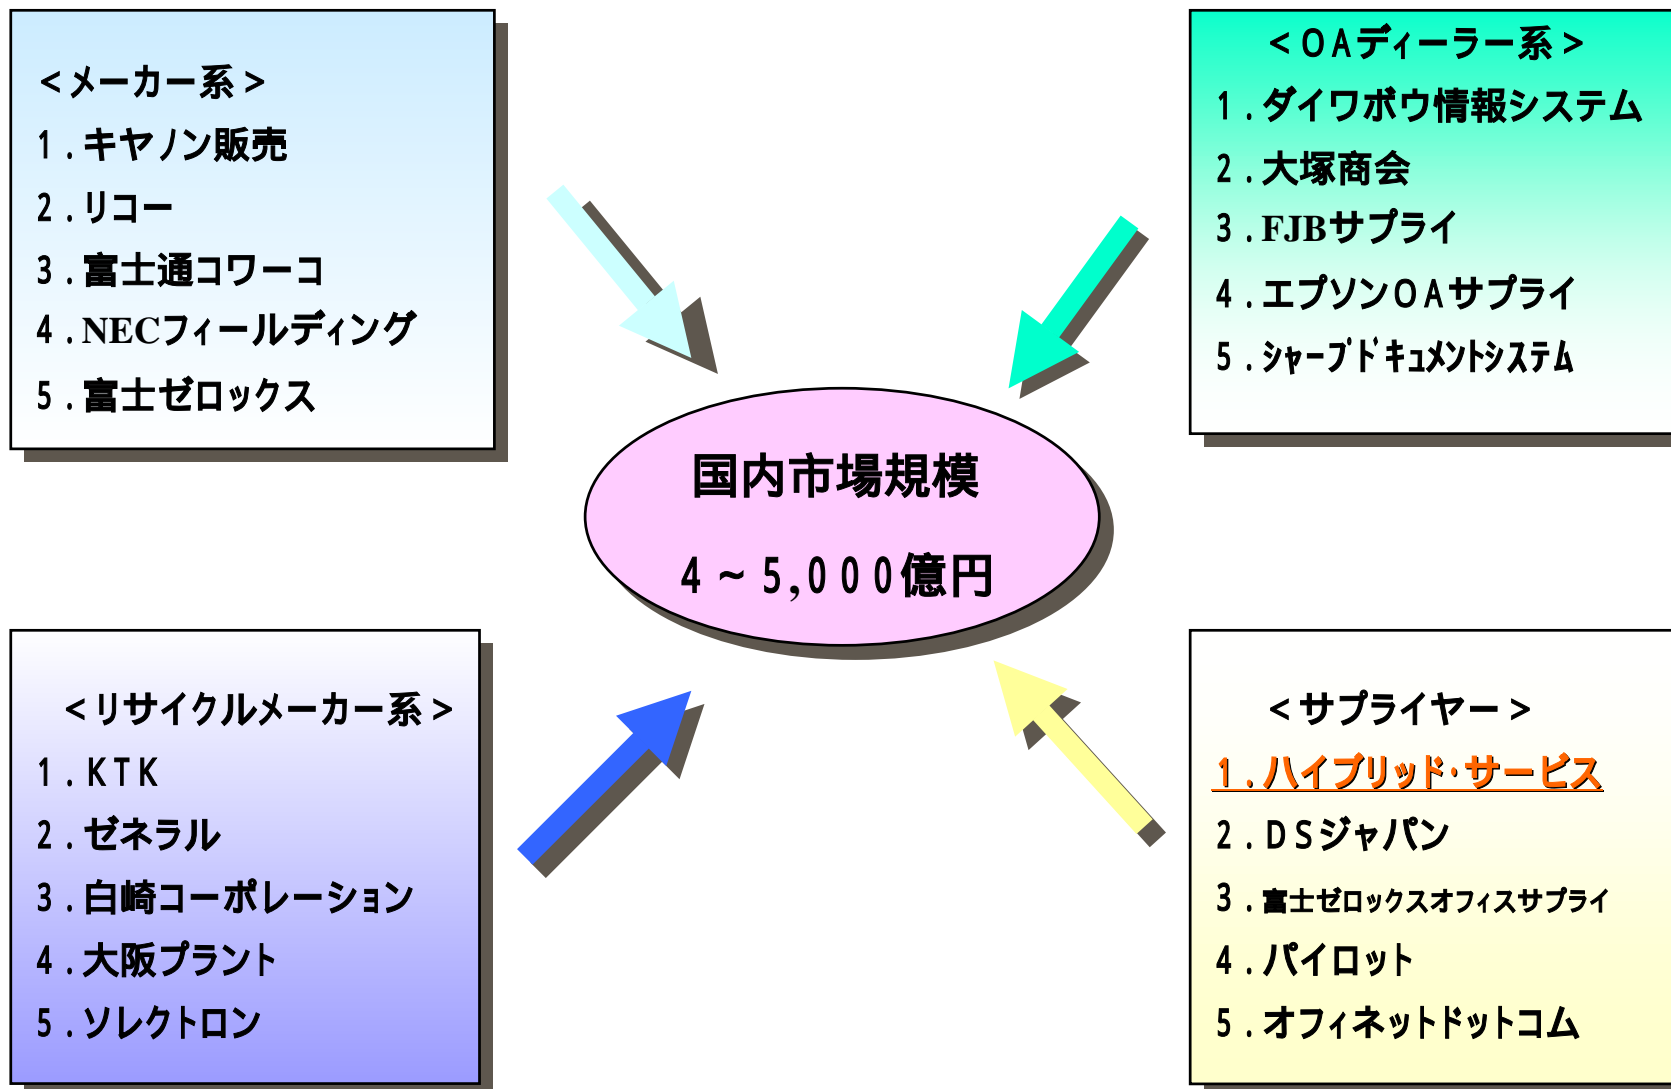 <メーカー系>
1.キヤノン販売
2.リコー
3.富士通コワーコ
4.NECフィールディング
5.富士ゼロックス
<OAディーラー系>
1.ダイワボウ情報システム
2.大塚商会
3.FJBサプライ
4.エプソンOAサプライ
5.シャープドキュメントシステム
国内市場規模
4~5,000億円
<リサイクルメーカー系>
1.KTK
2.ゼネラル
3.白崎コーポレーション
4.大阪プラント
5.ソレクトロン
<サプライヤー>
1.ハイブリッド・サービス
2.DSジャパン
3.富士ゼロックスオフィスサプライ
4.パイロット
5.オフィネットドットコム